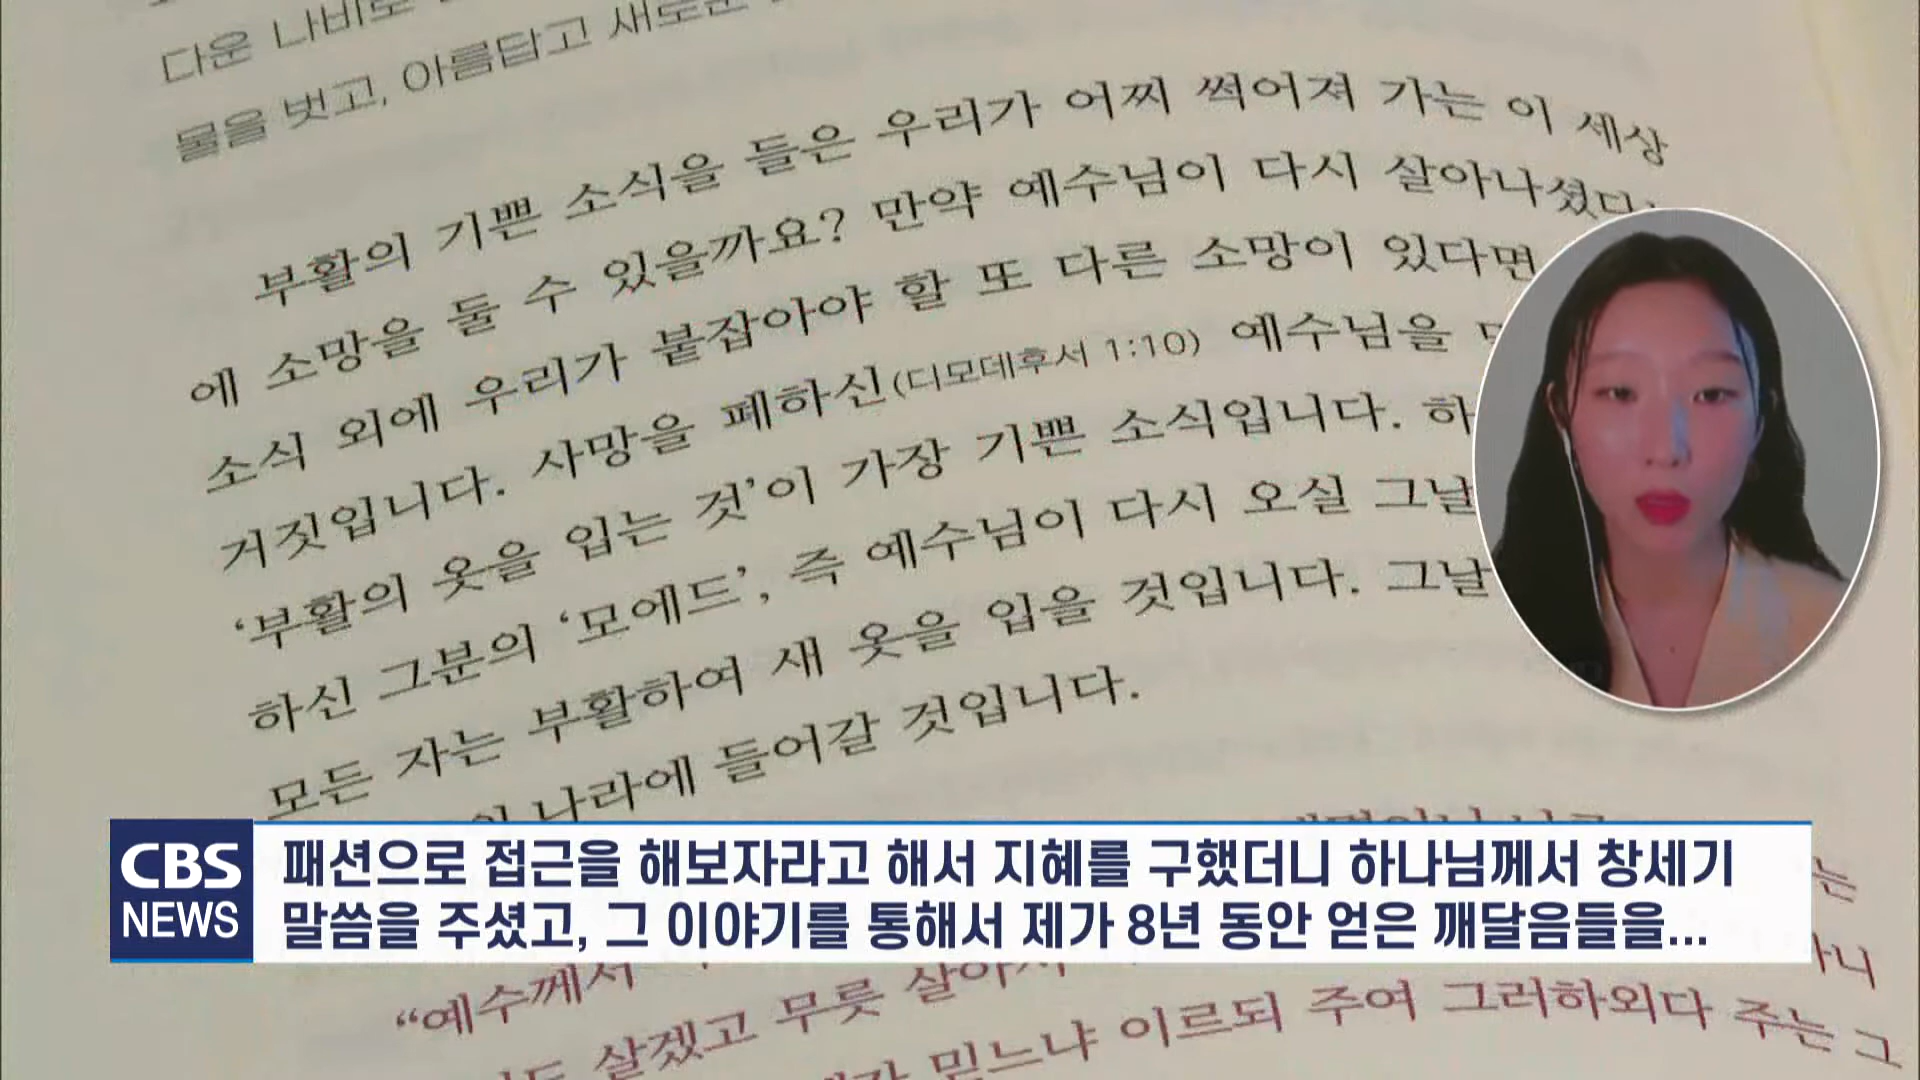 다운 나비로
물을 벗고, 아름답고 새로운
부활의 기쁜 소식을 들은 우리가 어찌 썩어져 가는 이 세상
에 소망을 둘 수 있을까요? 만약 예수님이 다시 살아나셨다는
소식 외에 우리가 붙잡아야 할 또 다른 소망이 있다면
거짓입니다. 사망을 폐하신(디모데후서 1:10) 예수님을
‘부활의 옷을 입는 것’이 가장 기쁜 소식입니다. 하
하신 그분의 ‘모에드’, 즉 예수님이 다시 오실 그날
모든 자는 부활하여 새 옷을 입을 것입니다. 그날
나라에 들어갈 것입니다.
CBS
NEWS
패션으로 접근을 해보자라고 해서 지혜를 구했더니 하나님께서 창세기
말씀을 주셨고, 그 이야기를 통해서 제가 8년 동안 얻은 깨달음들을...
는
“예수께서
살겠고 무릇 살아서
믿느냐 이르되 주여 그러하외다 주는 그